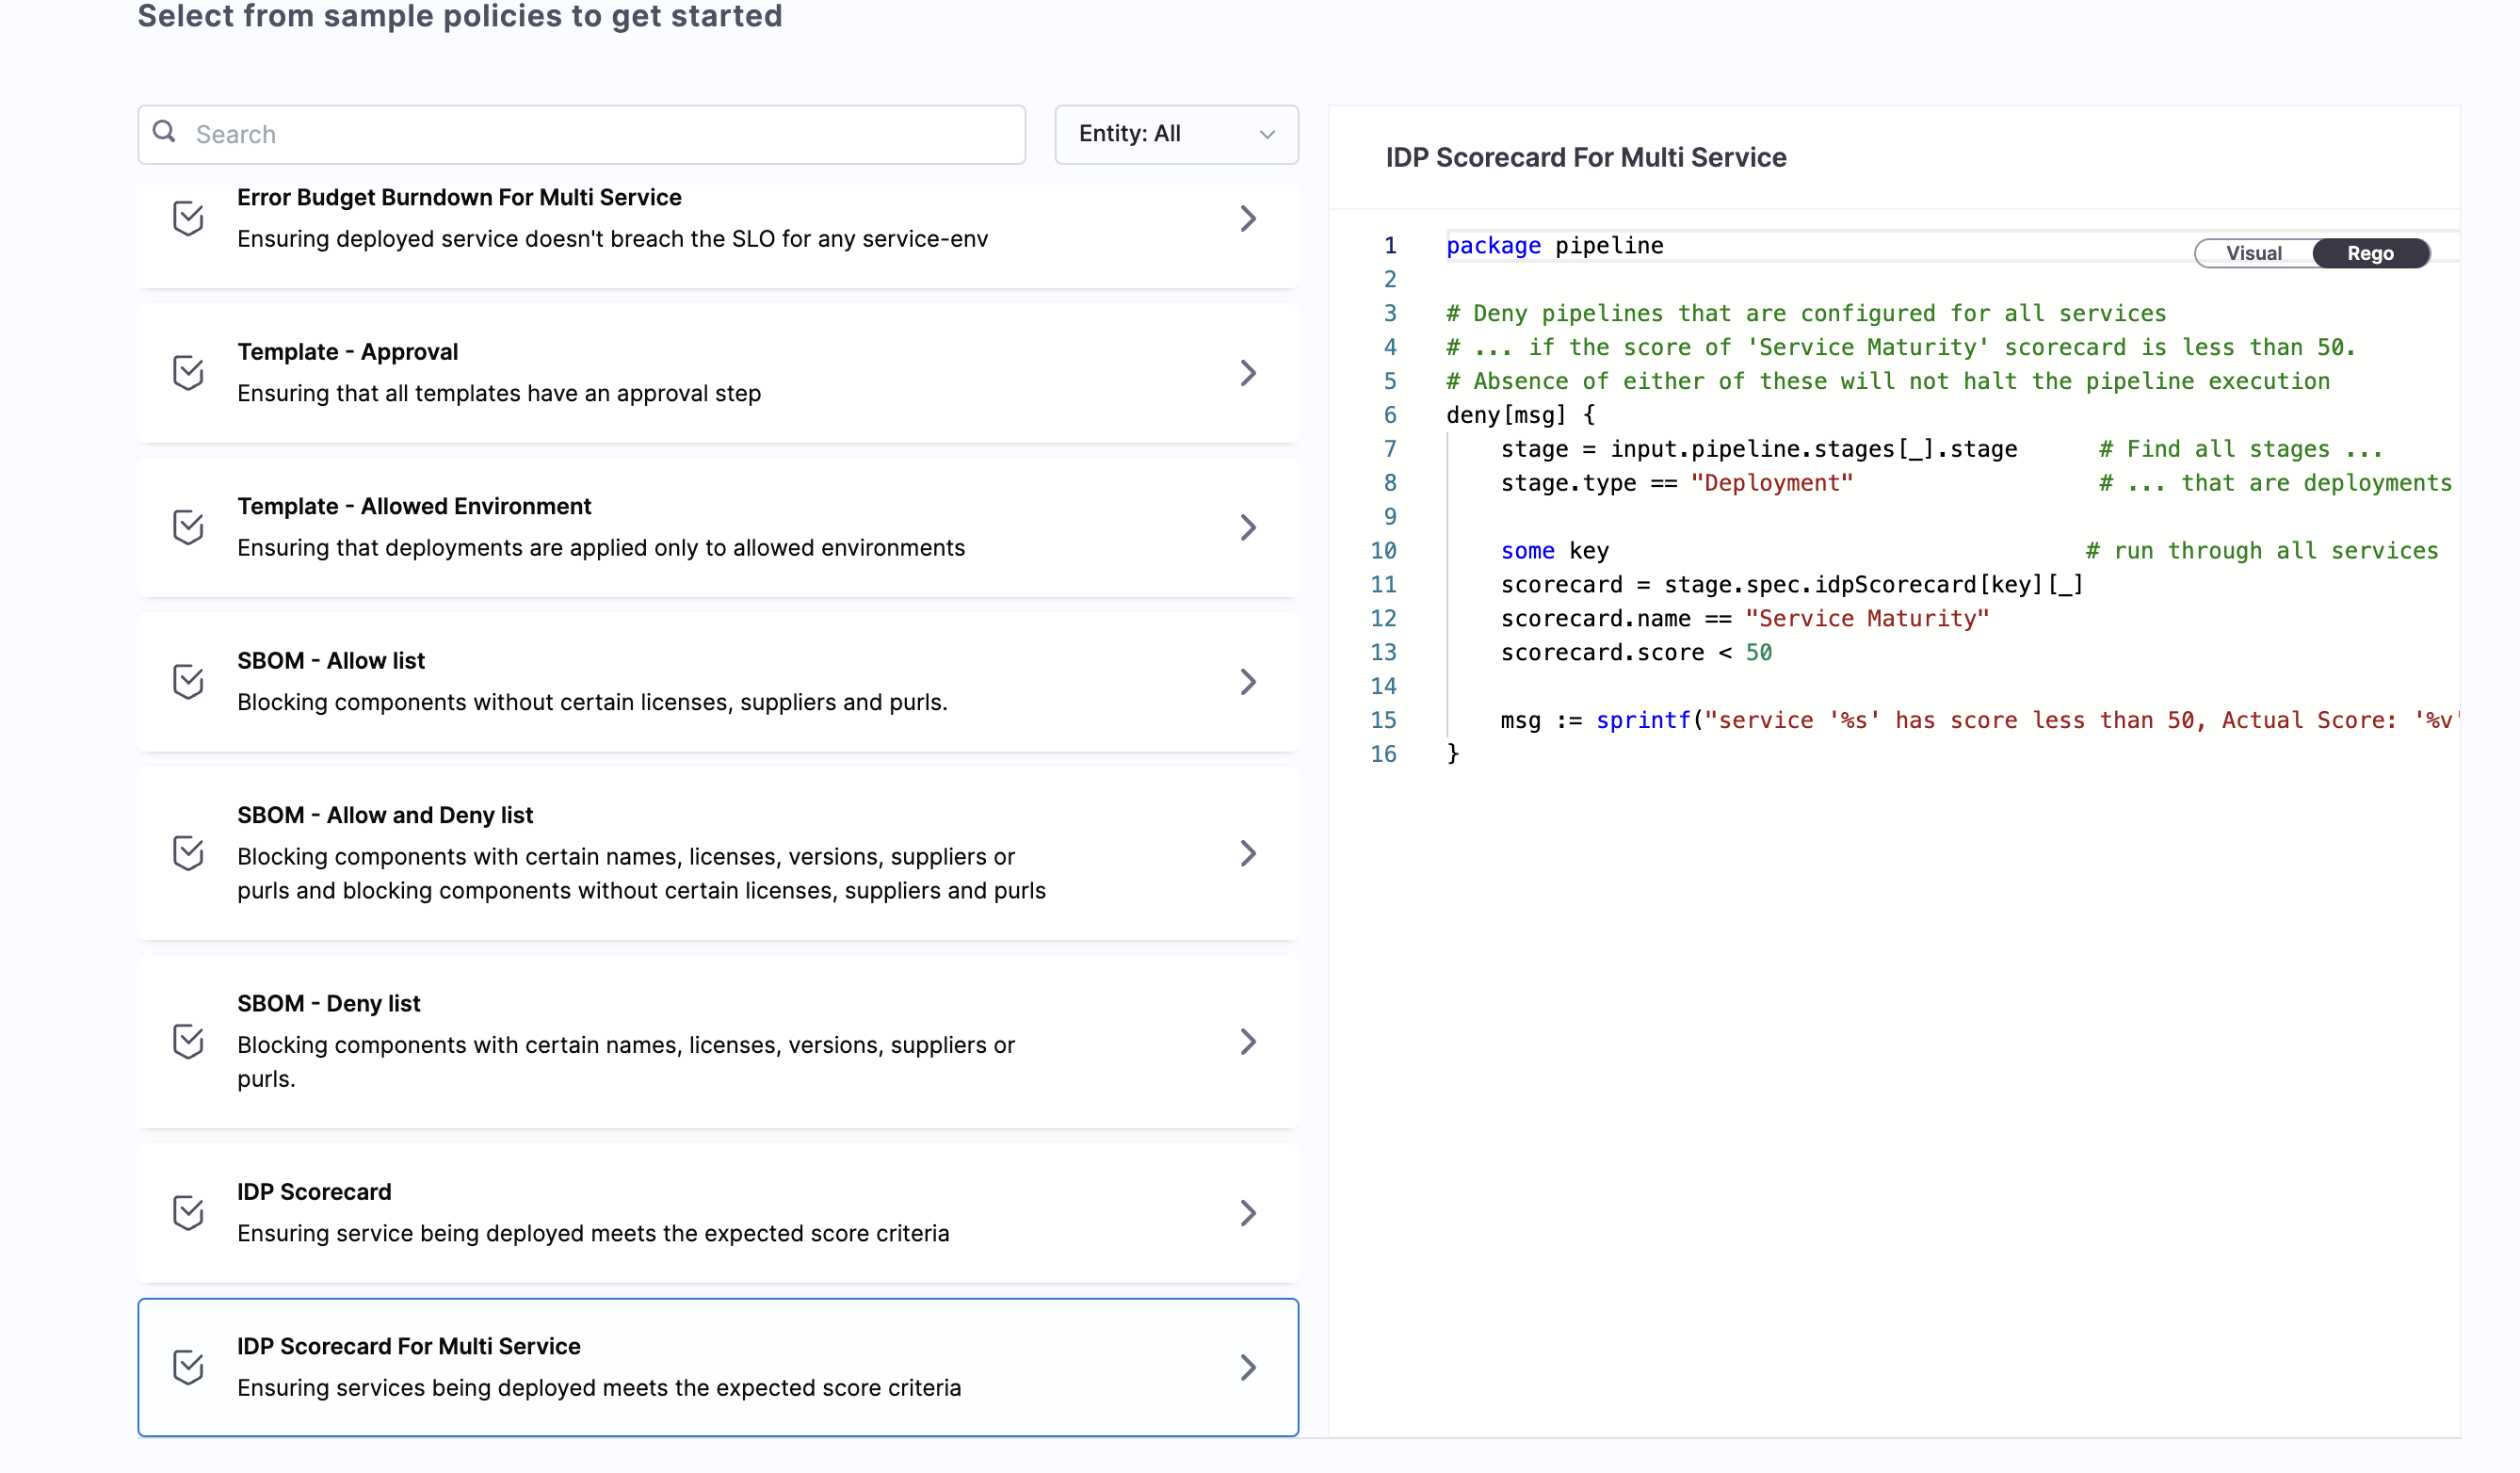 Select from sample policies to get started
Search
Entity: All
Error Budget Burndown For Multi Service
Ensuring deployed service doesn't breach the SLO for any service-env
Template - Approval
Ensuring that all templates have an approval step
Template - Allowed Environment
Ensuring that deployments are applied only to allowed environments
SBOM - Allow list
Blocking components without certain licenses, suppliers and purls.
SBOM - Allow and Deny list
Blocking components with certain names, licenses, versions, suppliers or
purls and blocking components without certain licenses, suppliers and purls
SBOM - Deny list
Blocking components with certain names, licenses, versions, suppliers or
purls.
IDP Scorecard
Ensuring service being deployed meets the expected score criteria
IDP Scorecard For Multi Service
Ensuring services being deployed meets the expected score criteria
IDP Scorecard For Multi Service
Visual Rego
1 package pipeline
2
3 # Deny pipelines that are configured for all services
4 # ... if the score of 'Service Maturity' scorecard is less than 50.
5 # Absence of either of these will not halt the pipeline execution
6 deny[msg] {
7 stage = input.pipeline.stages[_].stage # Find all stages ...
8 stage.type == "Deployment" # ... that are deployments
9
10 some key # run through all services
11 scorecard = stage.spec.idpScorecard[key][_]
12 scorecard.name == "Service Maturity"
13 scorecard.score < 50
14
15 msg := sprintf("service '%s' has score less than 50, Actual Score: '%v'
16 }